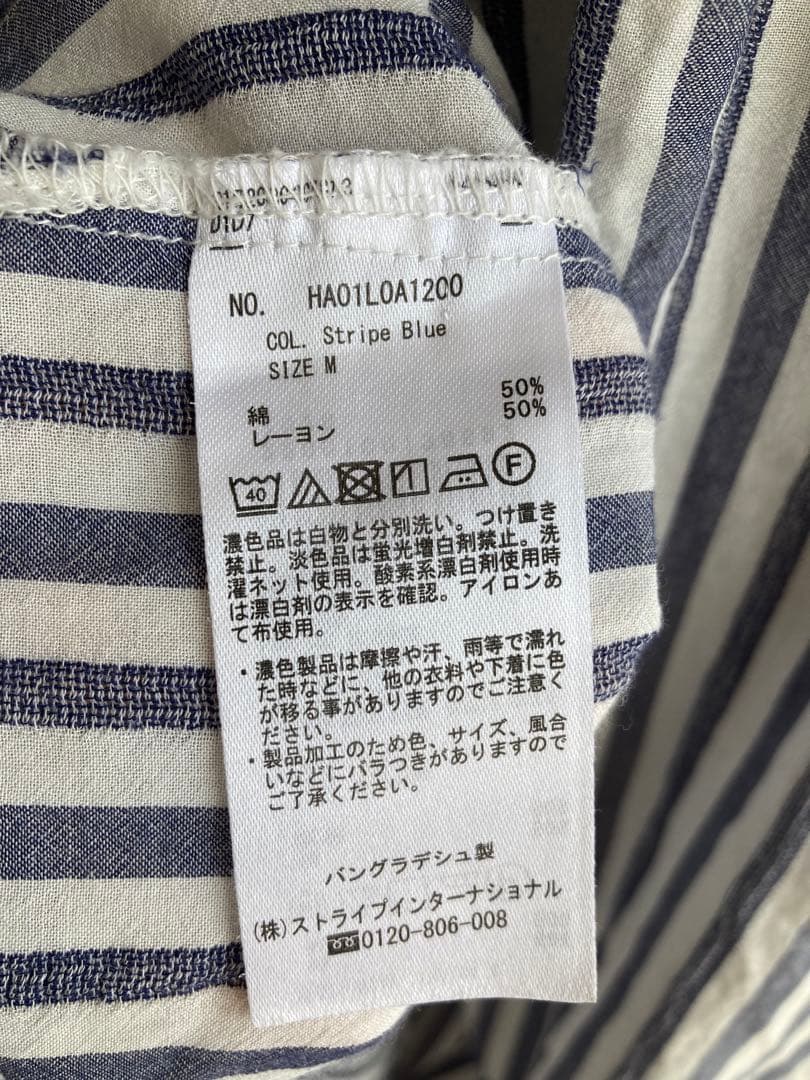 D1D7
NO. HA01L0A1200
COL. Stripe Blue
SIZE M
綿 50%
レーヨン 50%
40 F
濃色品は白物と分別洗い。つけ置き
禁止。淡色品は蛍光増白剤禁止。洗
濯ネット使用。酸素系漂白剤使用時
は漂白剤の表示を確認。アイロンあ
て布使用。
・濃色製品は摩擦や汗、雨等で濡れ
た時などに、他の衣料や下着に色
が移る事がありますのでご注意く
ださい。
・製品加工のため色、サイズ、風合
いなどにバラつきがありますので
ご了承ください。
バングラデシュ製
(株)ストライプインターナショナル
0120-806-008